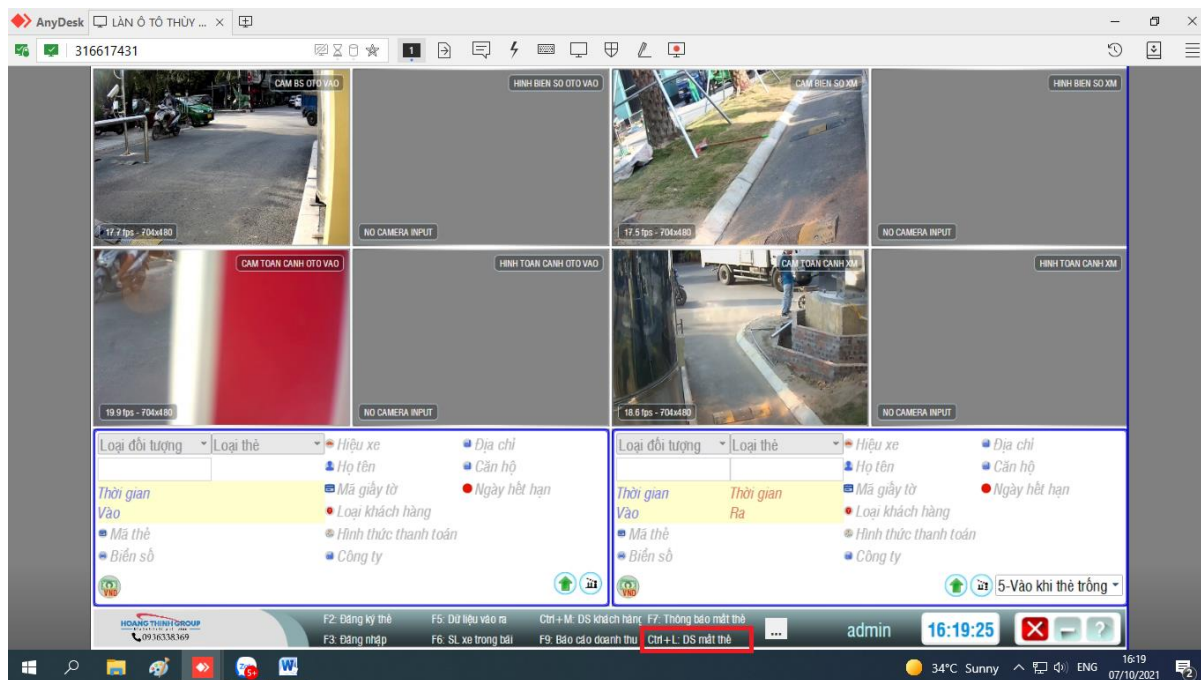 AnyDesk LÀN Ô TÔ THÙY ...
316617431
1
CAM BS OTO VAO
HINH BIEN SO OTO VAO
CAM BIEN SO XM
HINH BIEN SO XM
17.7 fps - 704x480
NO CAMERA INPUT
17.5 fps - 704x480
NO CAMERA INPUT
CAM TOAN CANH OTO VAO
HINH TOAN CANH OTO VAO
CAM TOAN CANH XM
HINH TOAN CANH XM
19.9 fps - 704x480
NO CAMERA INPUT
18.6 fps - 704x480
NO CAMERA INPUT
Loại đối tượng Loại thẻ Hiệu xe Địa chỉ
Họ tên Căn hộ
Thời gian Mã giấy tờ Ngày hết hạn
Vào Loại khách hàng
Mã thẻ Hình thức thanh toán
Biển số Công ty
VND
Loại đối tượng Loại thẻ Hiệu xe Địa chỉ
Họ tên Căn hộ
Thời gian Thời gian Mã giấy tờ Ngày hết hạn
Vào Ra Loại khách hàng
Mã thẻ Hình thức thanh toán
Biển số Công ty
VND 5-Vào khi thẻ trống
HOANG THINH GROUP
0936338369
F2: Đăng ký thẻ F5: Dữ liệu vào ra Ctrl+M: DS khách hàng F7: Thông báo mất thẻ
F3: Đăng nhập F6: SL xe trong bãi F9: Báo cáo doanh thu Ctrl+L: DS mất thẻ
... admin 16:19:25 ?
Zalo 5+ W 34°C Sunny ENG 16:19
07/10/2021 2